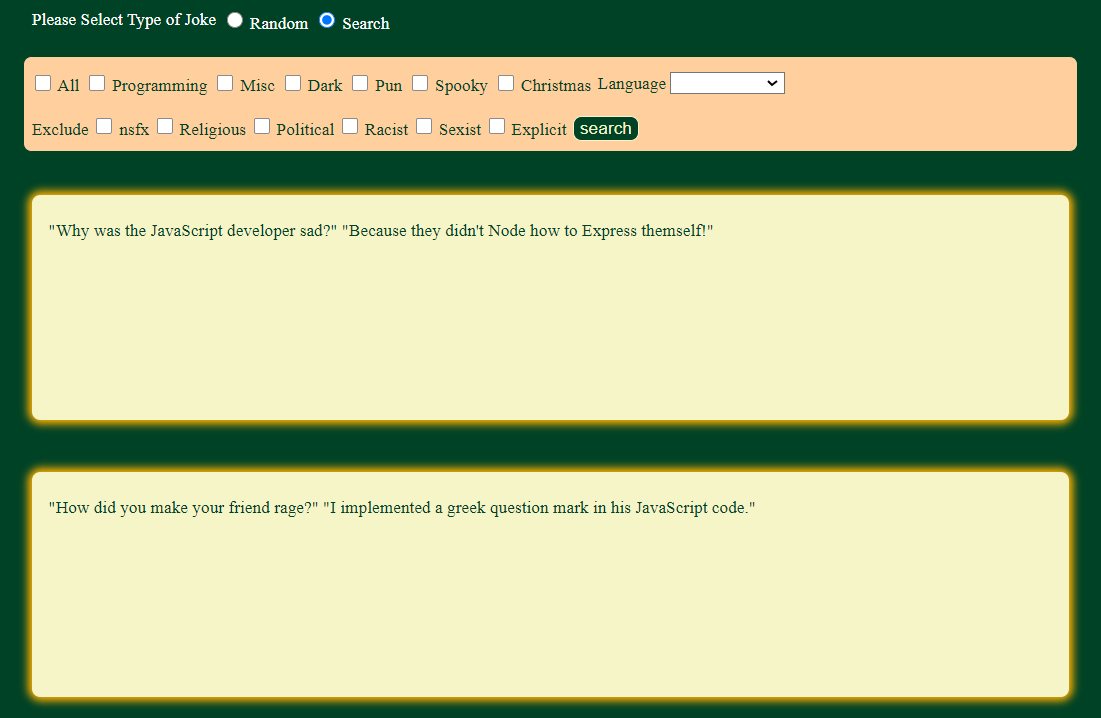 Please Select Type of Joke Random Search
All Programming Misc Dark Pun Spooky Christmas Language
Exclude nsfx Religious Political Racist Sexist Explicit search
"Why was the JavaScript developer sad?" "Because they didn't Node how to Express themself!"
"How did you make your friend rage?" "I implemented a greek question mark in his JavaScript code."